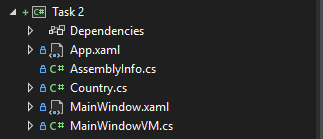 C# Task 2
Dependencies
App.xaml
C# AssemblyInfo.cs
C# Country.cs
MainWindow.xaml
C# MainWindowVM.cs